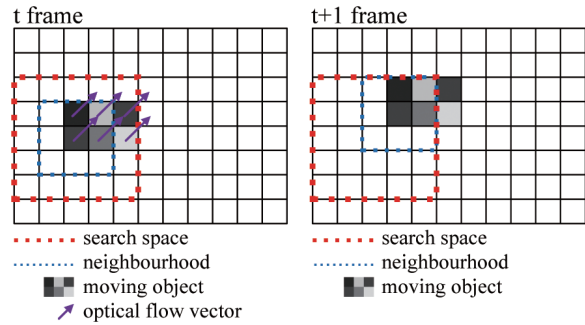 t frame
t+1 frame
search space
neighbourhood
moving object
optical flow vector
search space
neighbourhood
moving object